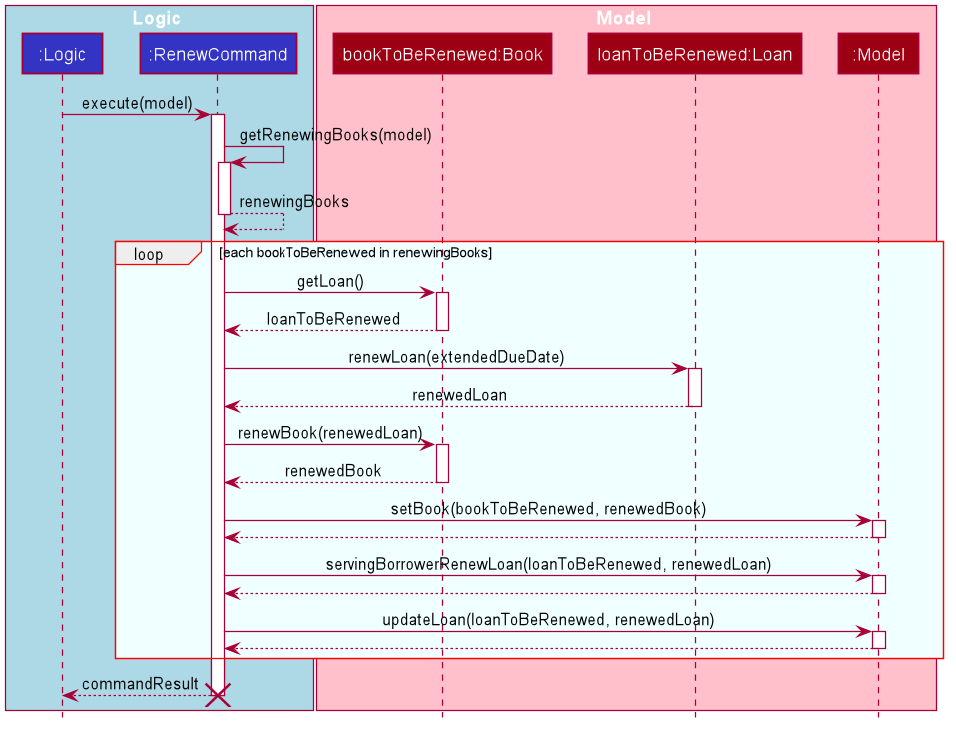 Logic
Model
:Logic
:RenewCommand
bookToBeRenewed:Book
loanToBeRenewed:Loan
:Model
execute(model)
getRenewingBooks(model)
renewingBooks
loop
[each bookToBeRenewed in renewingBooks]
getLoan()
loanToBeRenewed
renewLoan(extendedDueDate)
renewedLoan
renewBook(renewedLoan)
renewedBook
setBook(bookToBeRenewed, renewedBook)
servingBorrowerRenewLoan(loanToBeRenewed, renewedLoan)
updateLoan(loanToBeRenewed, renewedLoan)
commandResult